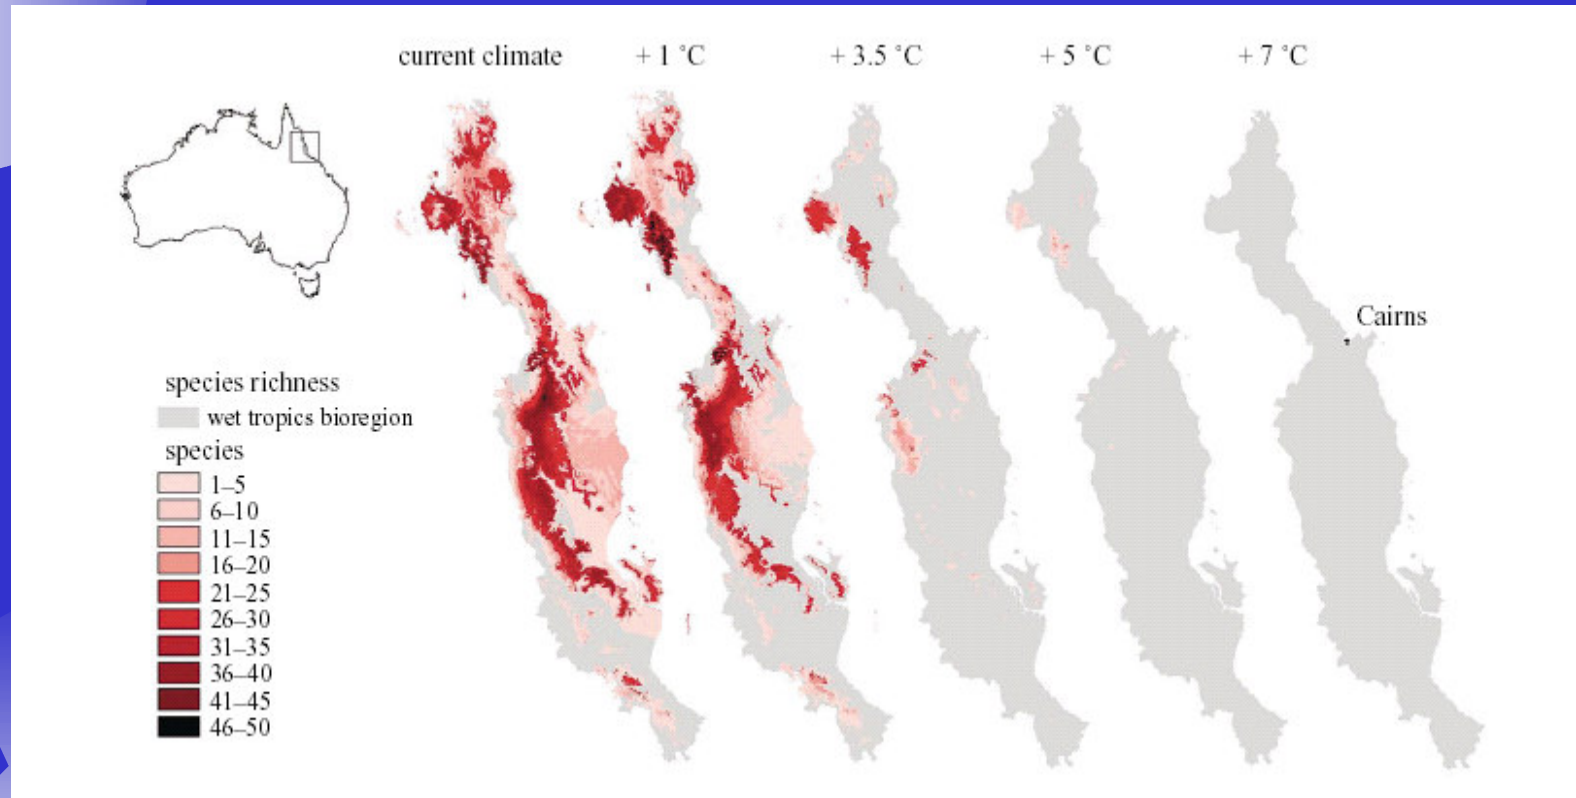 current climate
+ 1 ˚C
+ 3.5 ˚C
+ 5 ˚C
+ 7 ˚C
Cairns
species richness
wet tropics bioregion
species
1–5
6–10
11–15
16–20
21–25
26–30
31–35
36–40
41–45
46–50